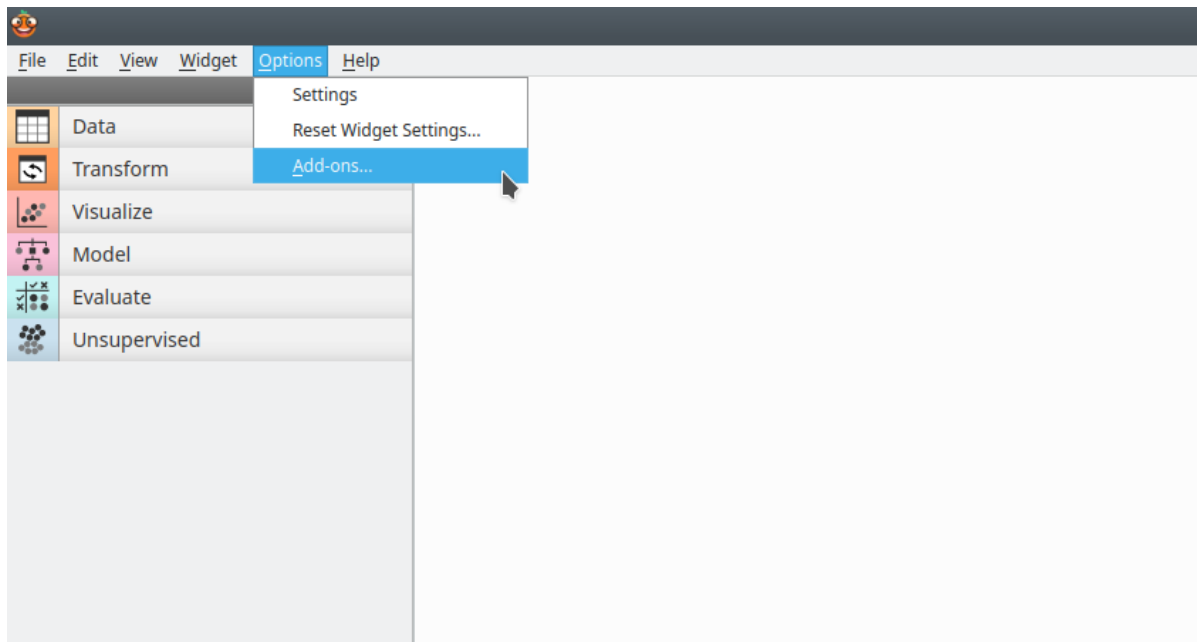 File Edit View Widget Options Help
Settings
Reset Widget Settings...
Add-ons...
Data
Transform
Visualize
Model
Evaluate
Unsupervised